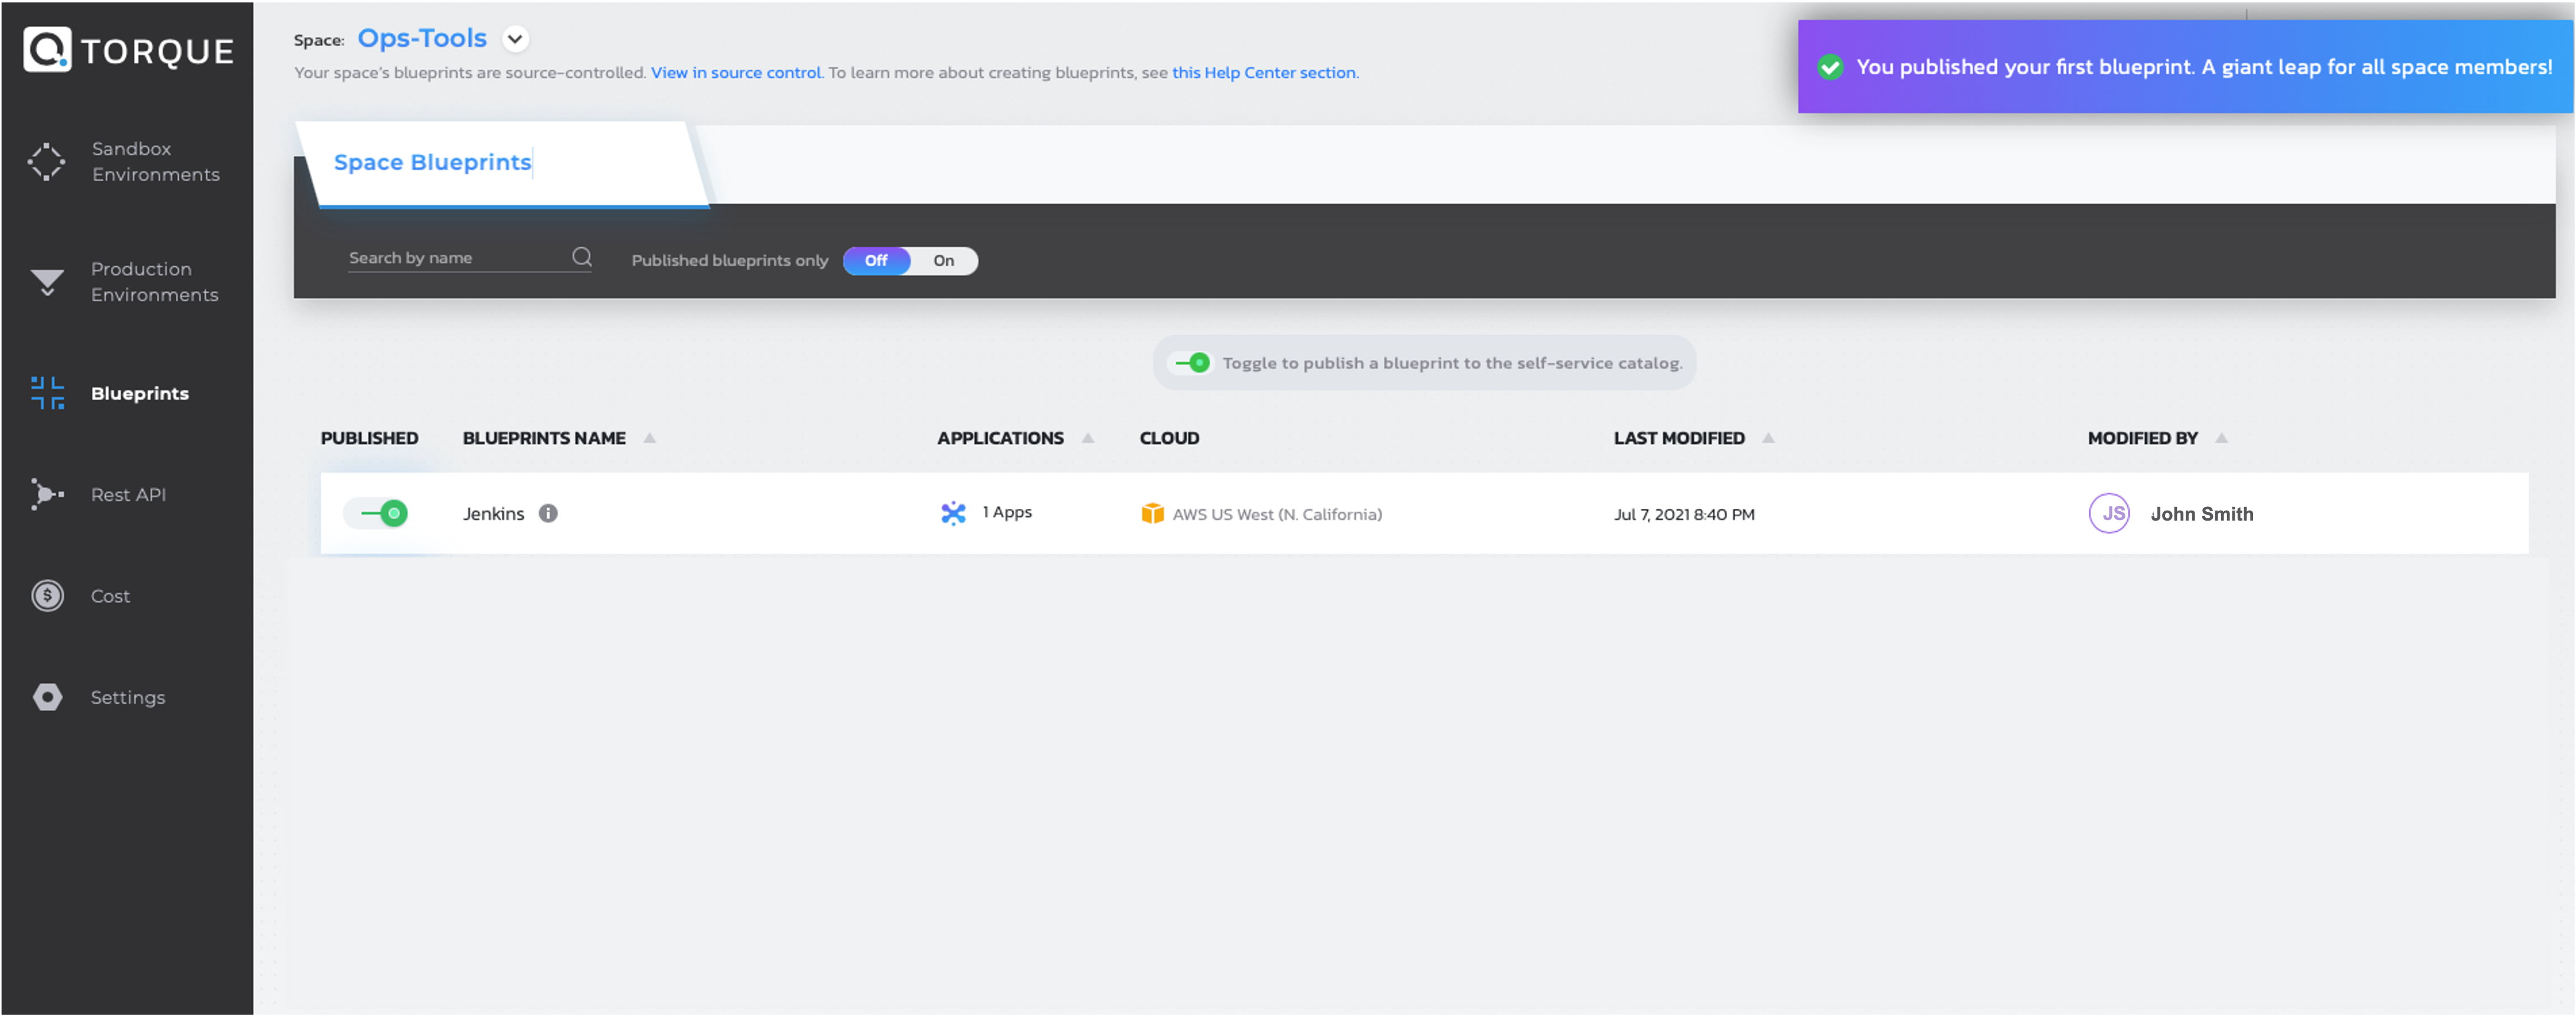 TORQUE
Space: Ops-Tools
Your space's blueprints are source-controlled. View in source control. To learn more about creating blueprints, see this Help Center section.
You published your first blueprint. A giant leap for all space members!
Sandbox
Environments
Production
Environments
Blueprints
Rest API
$
Cost
Settings
Space Blueprints
Search by name
Published blueprints only Off On
Toggle to publish a blueprint to the self-service catalog.
PUBLISHED BLUEPRINTS NAME APPLICATIONS CLOUD LAST MODIFIED MODIFIED BY
Jenkins i 1 Apps AWS US West (N. California) Jul 7, 2021 8:40 PM JS John Smith